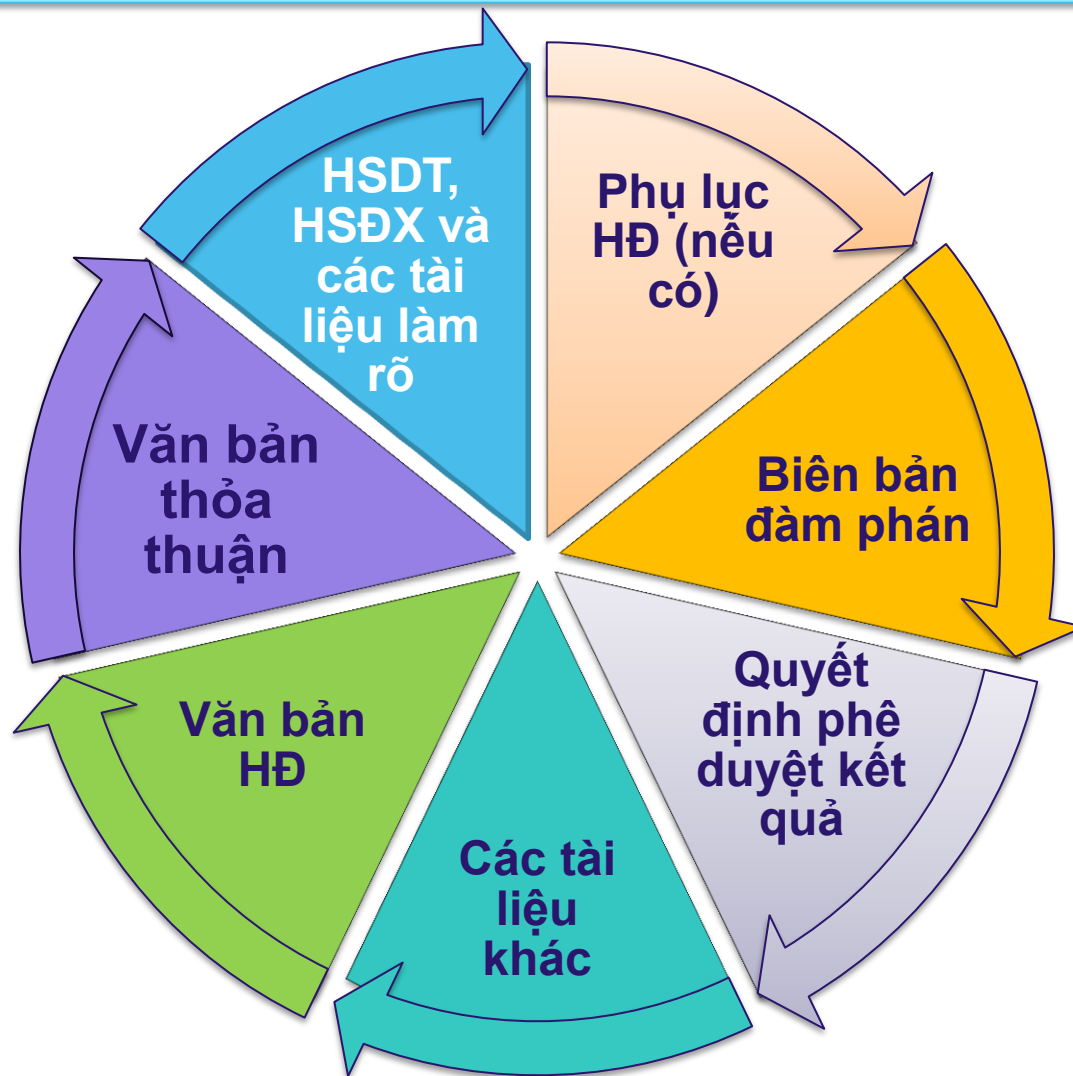 HSDT,
HSĐX và
các tài
liệu làm
rõ
Phụ lục
HĐ (nếu
có)
Biên bản
đàm phán
Quyết
định phê
duyệt kết
quả
Các tài
liệu
khác
Văn bản
HĐ
Văn bản
thỏa
thuận